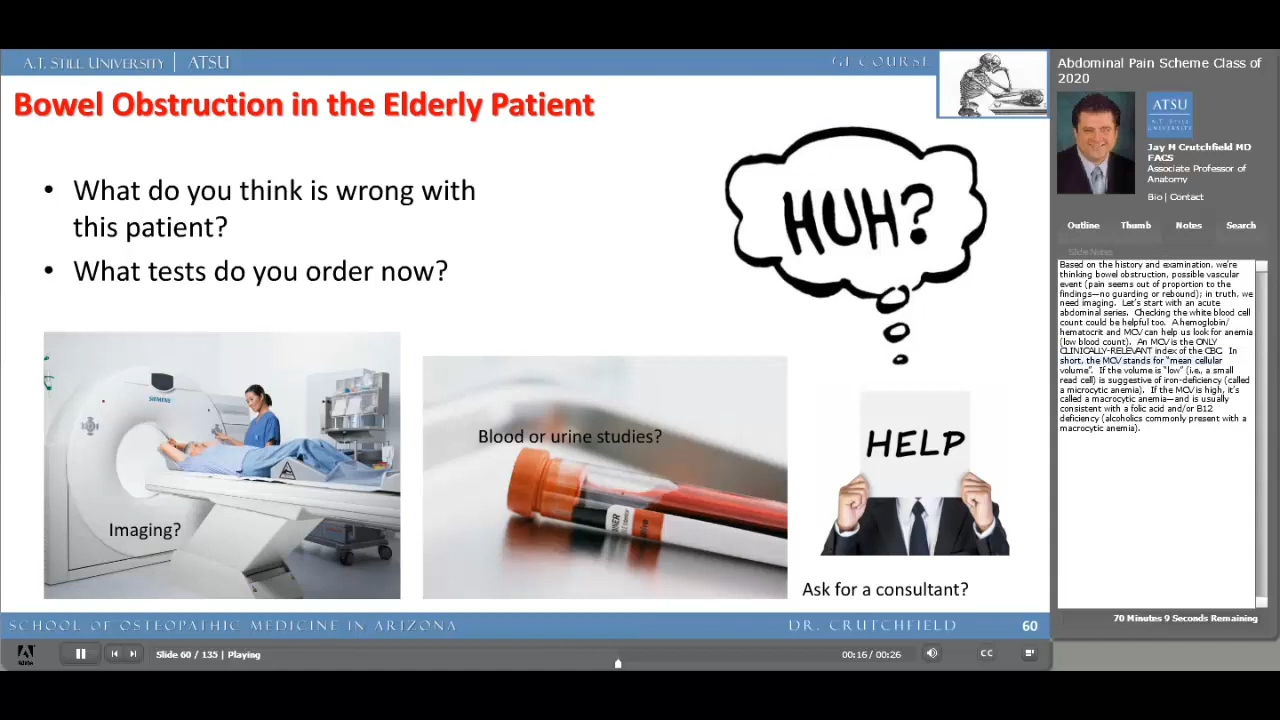 A.T. STILL UNIVERSITY | ATSU
GI COURSE
Bowel Obstruction in the Elderly Patient
• What do you think is wrong with
this patient?
• What tests do you order now?
HUH?
SIEMENS
Imaging?
Blood or urine studies?
HELP
Ask for a consultant?
SCHOOL OF OSTEOPATHIC MEDICINE IN ARIZONA
DR. CRUTCHFIELD
60
Abdominal Pain Scheme Class of
2020
ATSU
A.T. STILL
UNIVERSITY
Jay M Crutchfield MD
FACS
Associate Professor of
Anatomy
Bio | Contact
Outline
Thumb
Notes
Search
Slide Notes
Based on the history and examination, we're
thinking bowel obstruction, possible vascular
event (pain seems out of proportion to the
findings—no guarding or rebound); in truth, we
need imaging. Let's start with an acute
abdominal series. Checking the white blood cell
count could be helpful too. A hemoglobin/
hematocrit and MCV can help us look for anemia
(low blood count). An MCV is the ONLY
CLINICALLY-RELEVANT index of the CBC. In
short, the MCV stands for "mean cellular
volume". If the volume is "low" (i.e., a small
read cell) is suggestive of iron-deficiency (called
a microcytic anemia). If the MCV is high, it's
called a macrocytic anemia—and is usually
consistent with a folic acid and/or B12
deficiency (alcoholics commonly present with a
macrocytic anemia).
70 Minutes 9 Seconds Remaining
Adobe
Slide 60 / 135 | Playing
00:16 / 00:26
CC